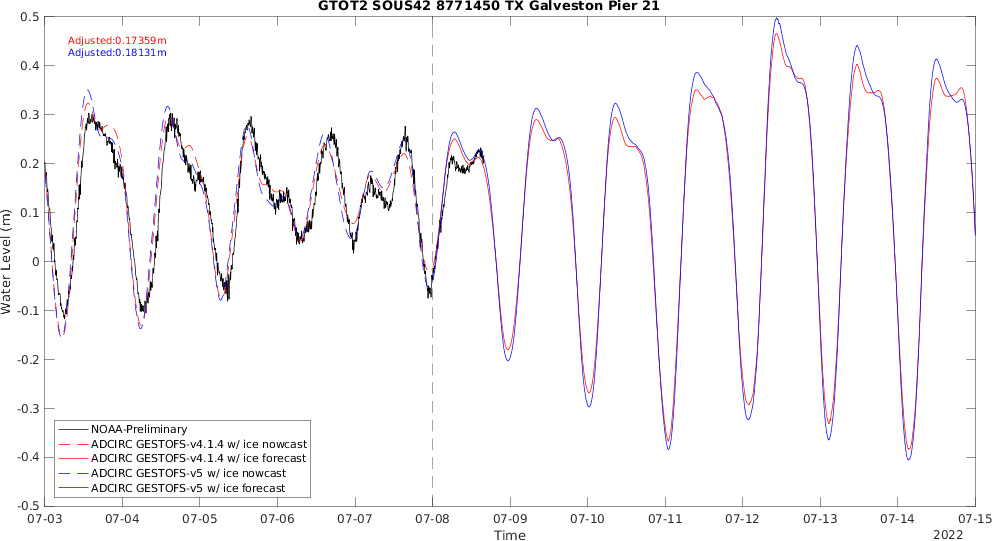 GTOT2 SOUS42 8771450 TX Galveston Pier 21
Adjusted:0.17359m
Adjusted:0.18131m
0.5
0.4
0.3
0.2
0.1
0
-0.1
-0.2
-0.3
-0.4
-0.5
Water Level (m)
NOAA-Preliminary
ADCIRC GESTOFS-v4.1.4 w/ ice nowcast
ADCIRC GESTOFS-v4.1.4 w/ ice forecast
ADCIRC GESTOFS-v5 w/ ice nowcast
ADCIRC GESTOFS-v5 w/ ice forecast
07-03 07-04 07-05 07-06 07-07 07-08 07-09 07-10 07-11 07-12 07-13 07-14 07-15
Time
2022